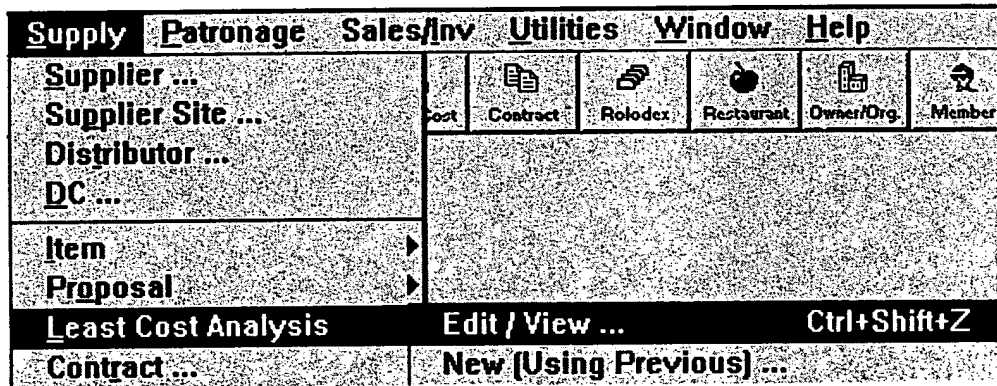 Supply Patronage Sales/Inv Utilities Window Help
Supplier ...
Supplier Site ...
Distributor ...
DC ...
Cost Contract Rolodex Restaurant Owner/Org. Member
Item
Proposal
Least Cost Analysis Edit / View ... Ctrl+Shift+Z
Contract ... New (Using Previous) ...